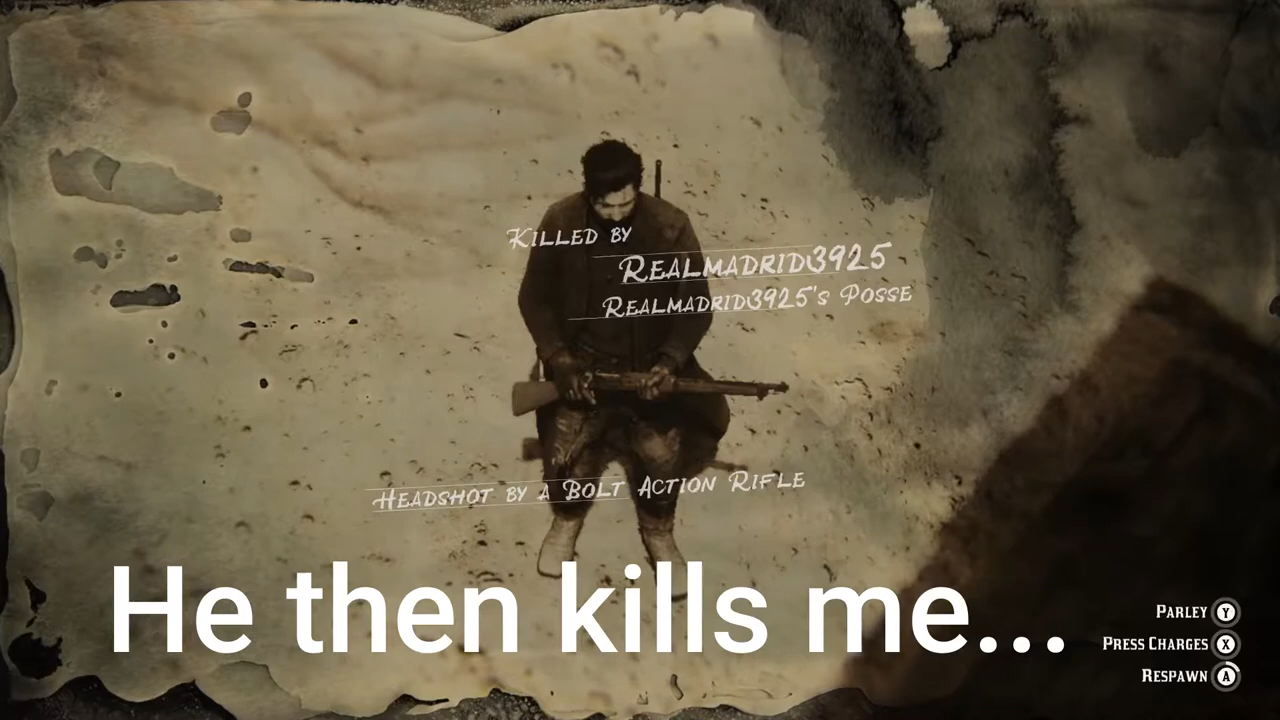 Killed by
Realmadrid3925
Realmadrid3925's Posse
Headshot by a Bolt Action Rifle
He then kills me...
Parley Y
Press Charges X
Respawn A